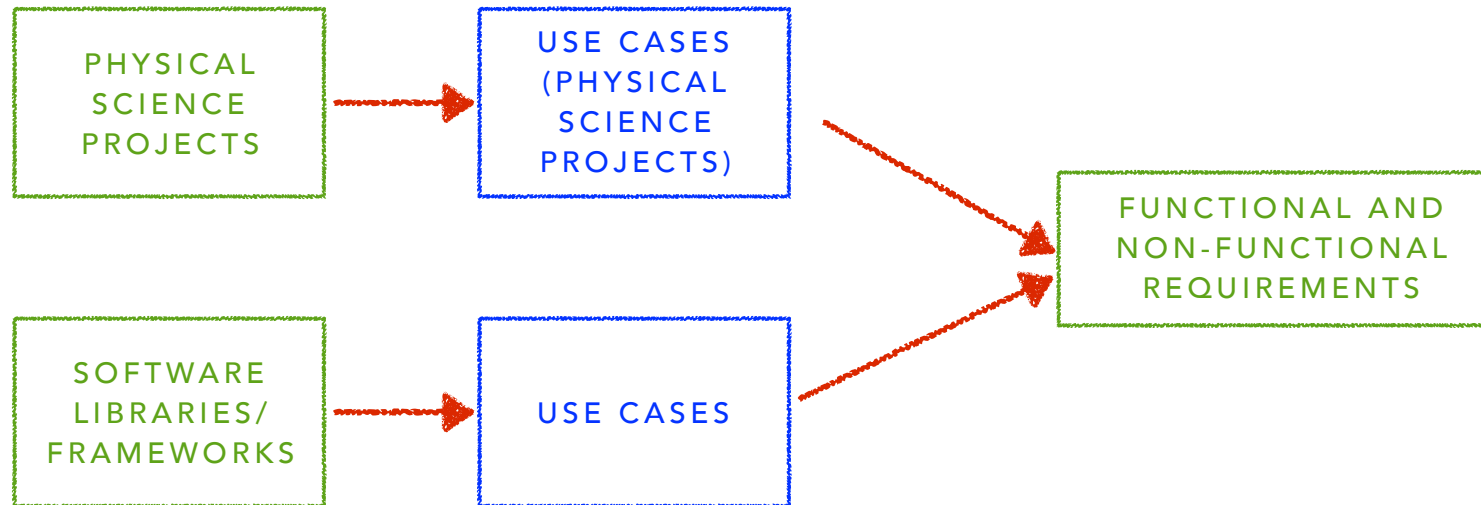 PHYSICAL
SCIENCE
PROJECTS
USE CASES
(PHYSICAL
SCIENCE
PROJECTS)
FUNCTIONAL AND
NON-FUNCTIONAL
REQUIREMENTS
SOFTWARE
LIBRARIES/
FRAMEWORKS
USE CASES